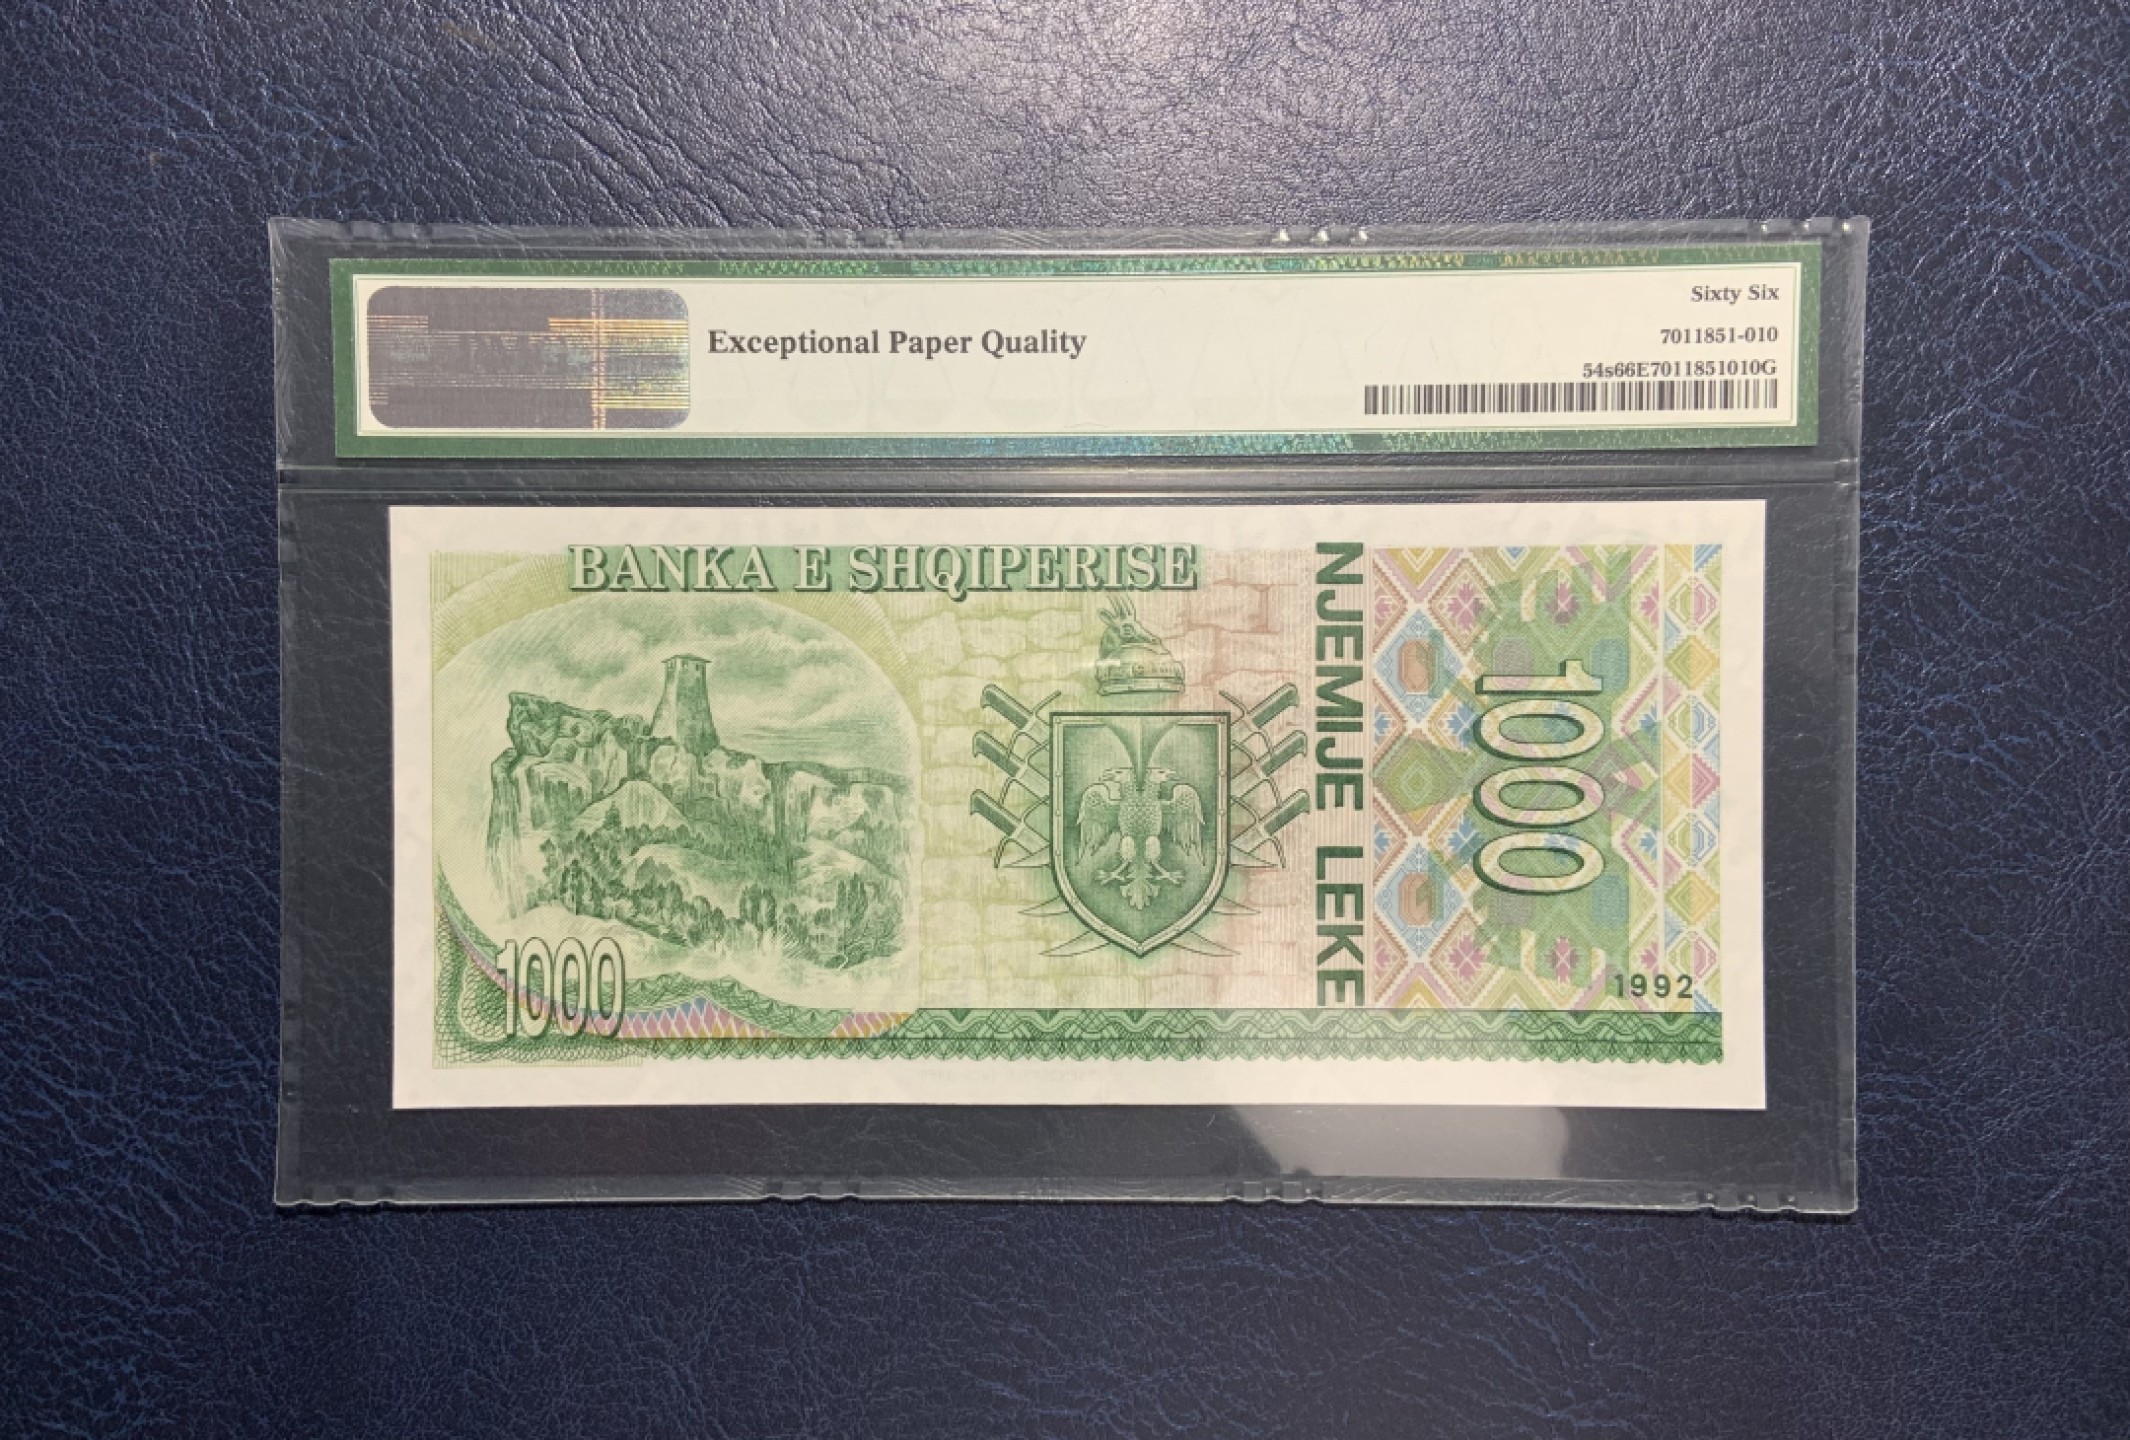 Sixty Six
Exceptional Paper Quality
7011851-010
54s66E7011851010G
BANKA E SHQIPERISE
NJEMIJE LEKE
1000
1992
1000